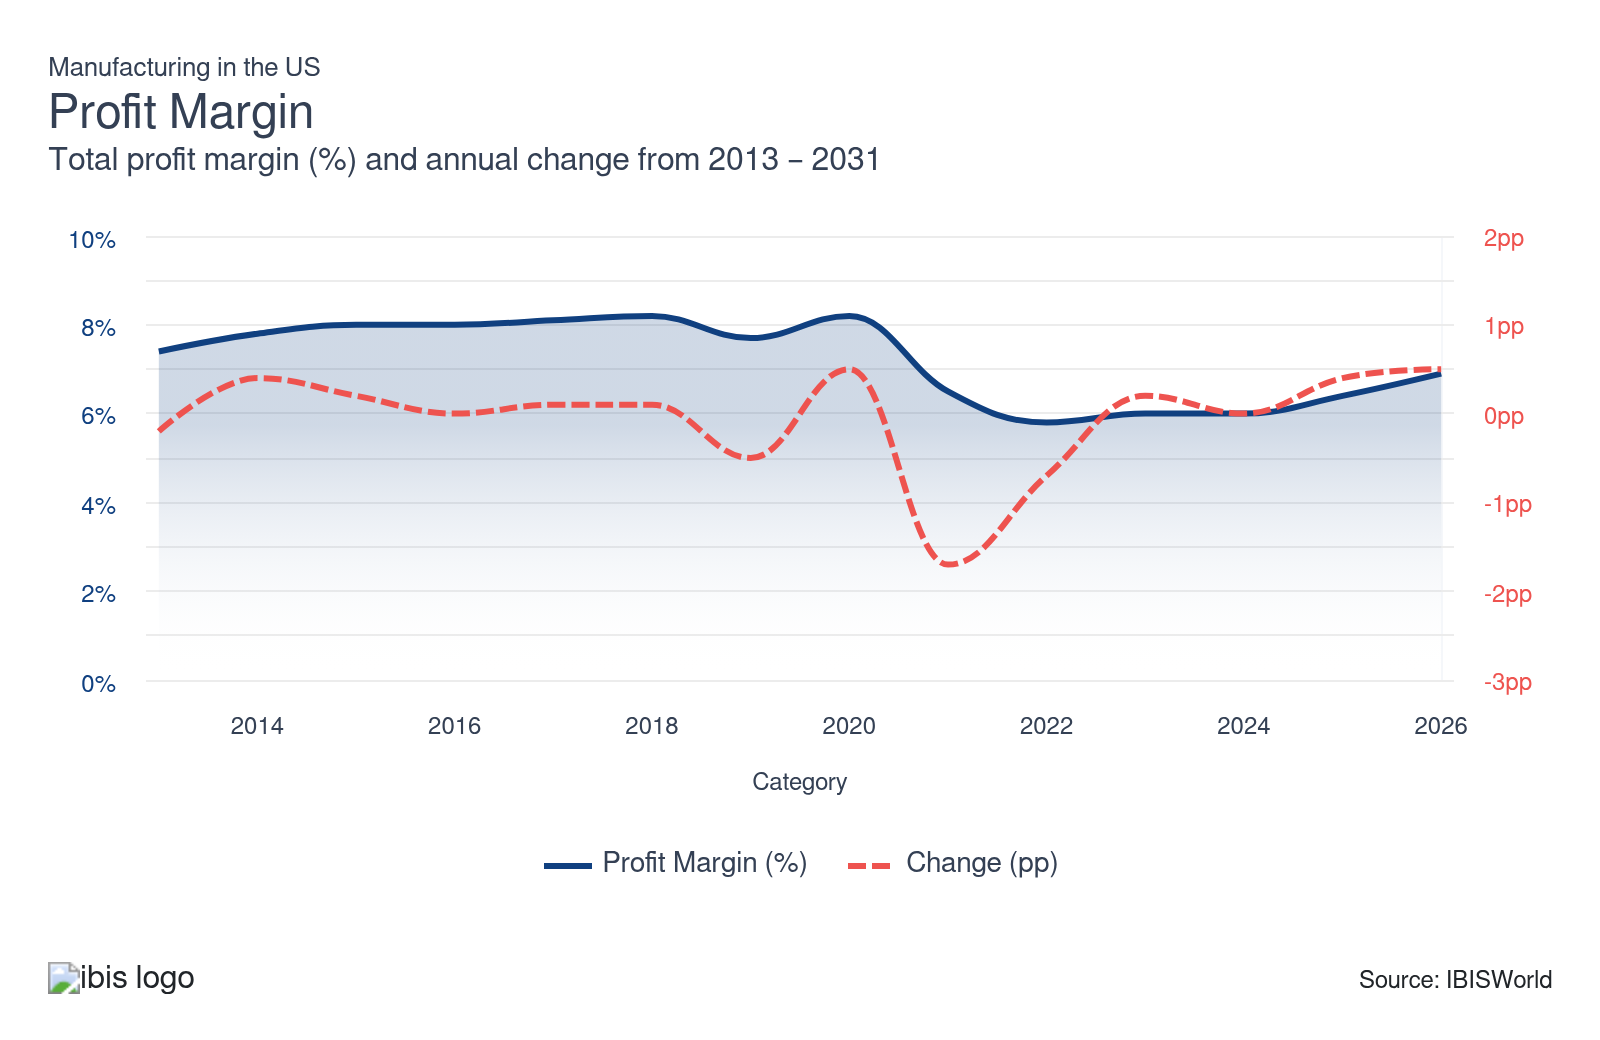 Manufacturing in the US
Profit Margin
Total profit margin (%) and annual change from 2013 – 2031
10%
8%
6%
4%
2%
0%
2pp
1pp
0pp
-1pp
-2pp
-3pp
2014 2016 2018 2020 2022 2024 2026
Category
Profit Margin (%) Change (pp)
ibis logo
Source: IBISWorld